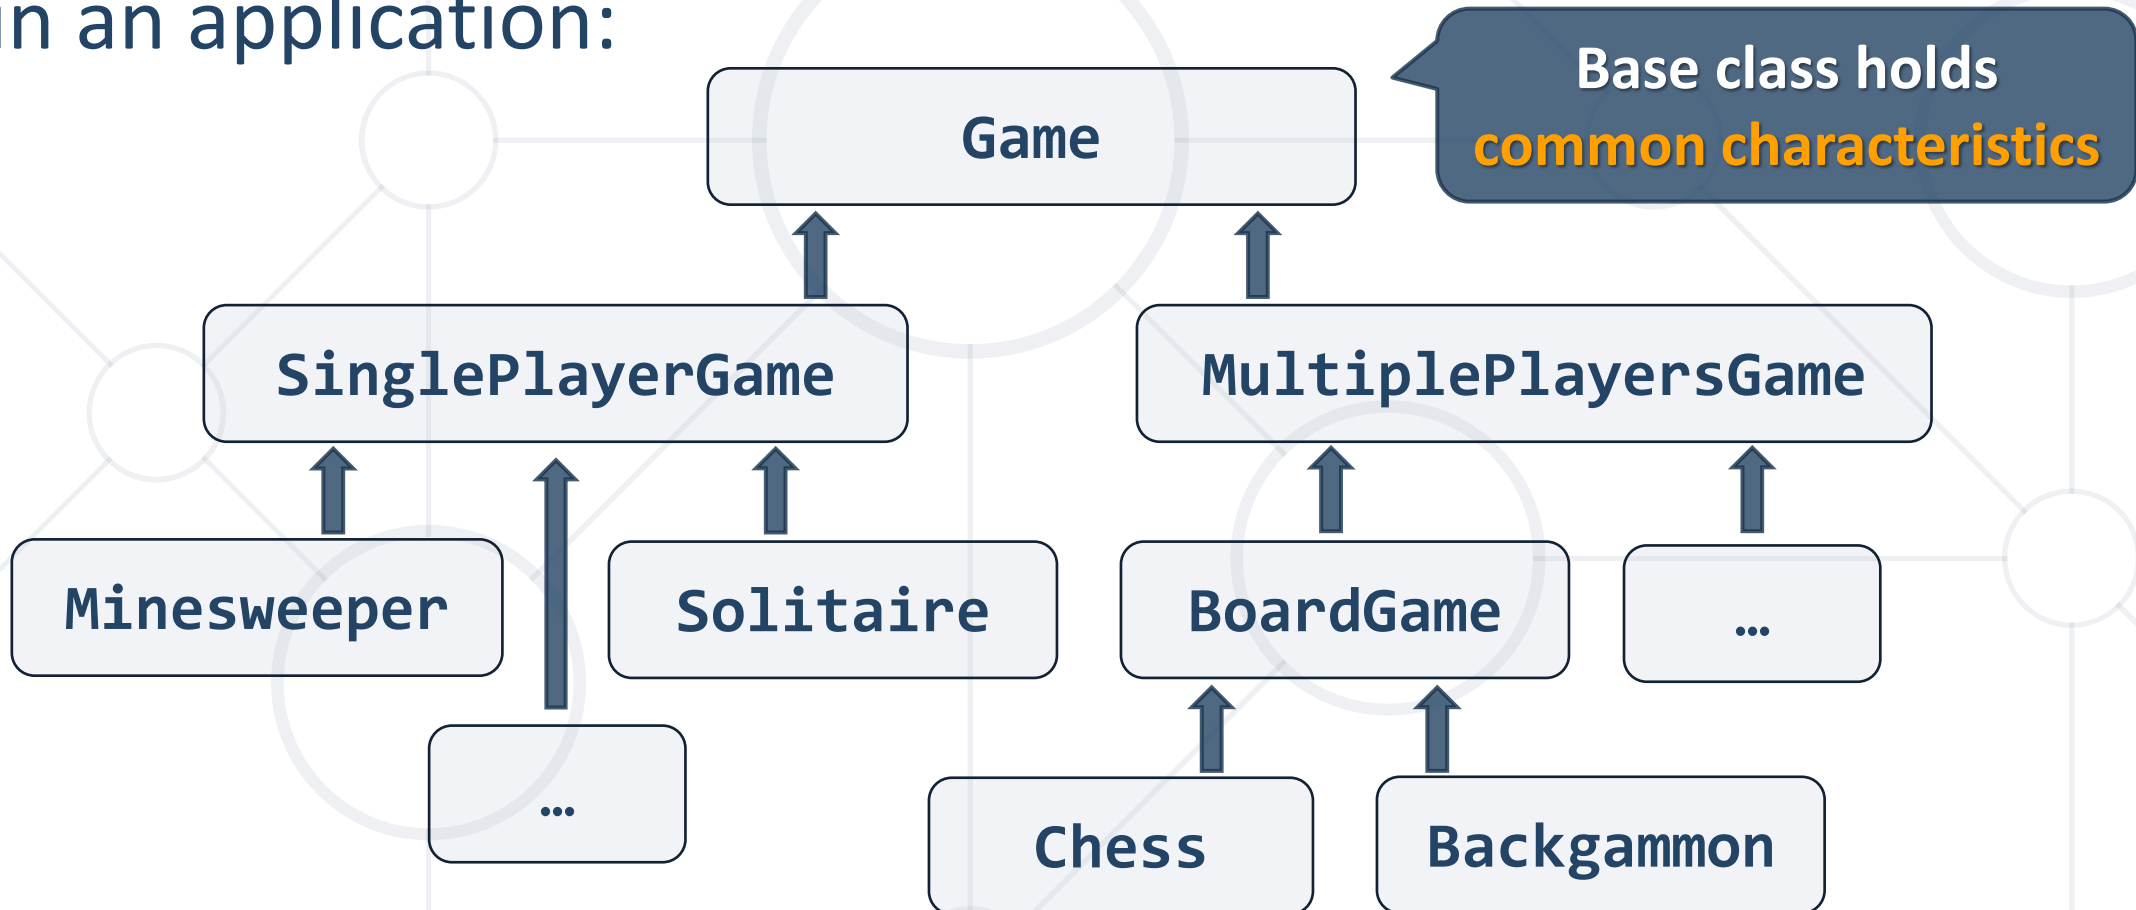 in an application:
Base class holds
common characteristics
Game
SinglePlayerGame
MultiplePlayersGame
Minesweeper
Solitaire
BoardGame
…
…
Chess
Backgammon